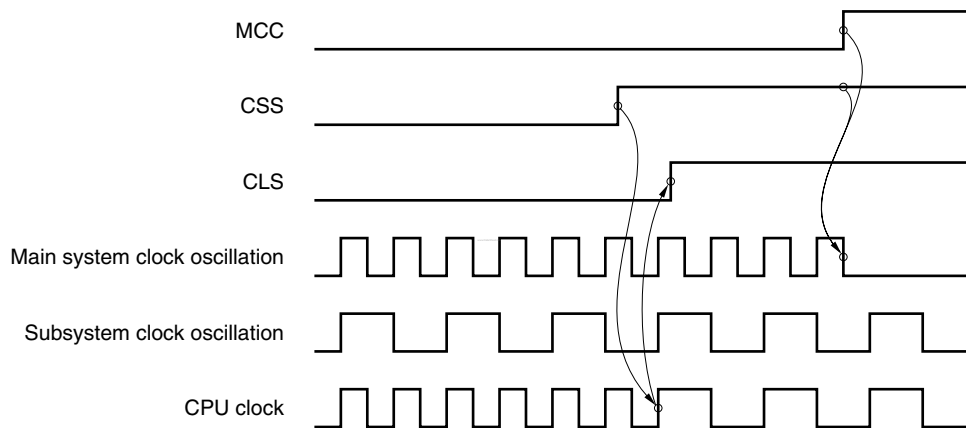 MCC
CSS
CLS
Main system clock oscillation
Subsystem clock oscillation
CPU clock